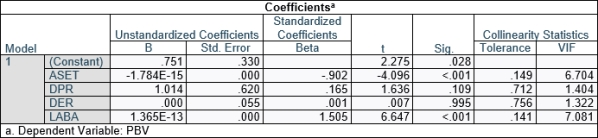 Coefficientsᵃ
Unstandardized Coefficients Standardized Coefficients Collinearity Statistics
Model B Std. Error Beta t Sig. Tolerance VIF
1 (Constant) .751 .330 2.275 .028
ASET -1.784E-15 .000 -.902 -4.096 <.001 .149 6.704
DPR 1.014 .620 .165 1.636 .109 .712 1.404
DER .000 .055 .001 .007 .995 .756 1.322
LABA 1.365E-13 .000 1.505 6.647 <.001 .141 7.081
a. Dependent Variable: PBV